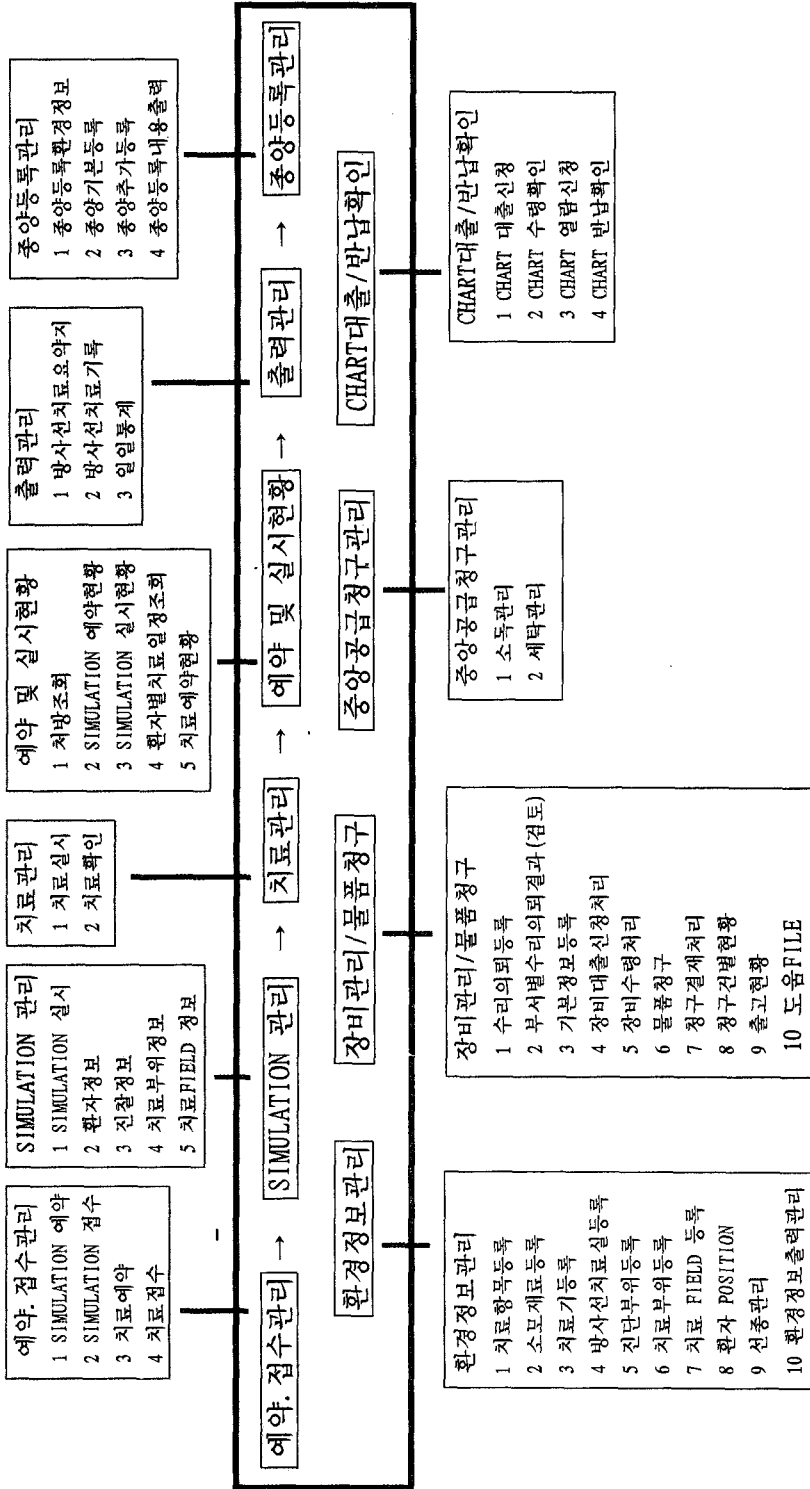 예약.접수관리
1 SIMULATION 예약
2 SIMULATION 접수
3 치료예약
4 치료접수
SIMULATION 관리
1 SIMULATION 실시
2 환자정보
3 진찰정보
4 치료부위정보
5 치료FIELD 정보
치료관리
1 치료실시
2 치료확인
예약 및 실시현황
1 처방조회
2 SIMULATION 예약현황
3 SIMULATION 실시현황
4 환자별치료일정조회
5 치료예약현황
출력관리
1 방사선치료요약지
2 방사선치료기록
3 일일통계
종양등록관리
1 종양등록환경정보
2 종양기본등록
3 종양추가등록
4 종양등록내용출력
예약.접수관리 → SIMULATION 관리 → 치료관리 → 예약 및 실시현황 → 출력관리 → 종양등록관리
환경정보관리 장비관리/물품청구 중앙공급청구관리 CHART대출/반납확인
환경정보관리
1 치료항목등록
2 소모재료등록
3 치료기등록
4 방사선치료실등록
5 진단부위등록
6 치료부위등록
7 치료 FIELD 등록
8 환자 POSITION
9 선종관리
10 환경정보출력관리
장비관리/물품청구
1 수리의뢰등록
2 부서별수리의뢰결과(검토)
3 기본정보등록
4 장비대출신청처리
5 장비수령처리
6 물품청구
7 청구결재처리
8 청구건별현황
9 출고현황
10 도움FILE
중앙공급청구관리
1 소독관리
2 세탁관리
CHART대출/반납확인
1 CHART 대출신청
2 CHART 수령확인
3 CHART 열람신청
4 CHART 반납확인